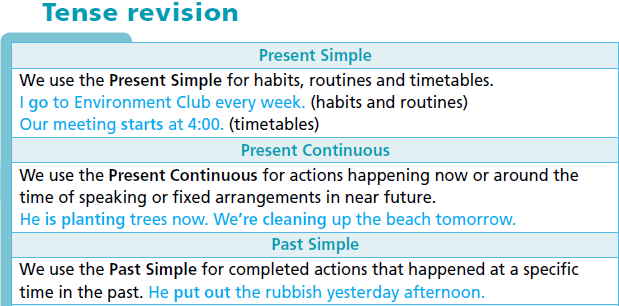 Tense revision
Present Simple
We use the Present Simple for habits, routines and timetables.
I go to Environment Club every week. (habits and routines)
Our meeting starts at 4:00. (timetables)
Present Continuous
We use the Present Continuous for actions happening now or around the
time of speaking or fixed arrangements in near future.
He is planting trees now. We're cleaning up the beach tomorrow.
Past Simple
We use the Past Simple for completed actions that happened at a specific
time in the past. He put out the rubbish yesterday afternoon.